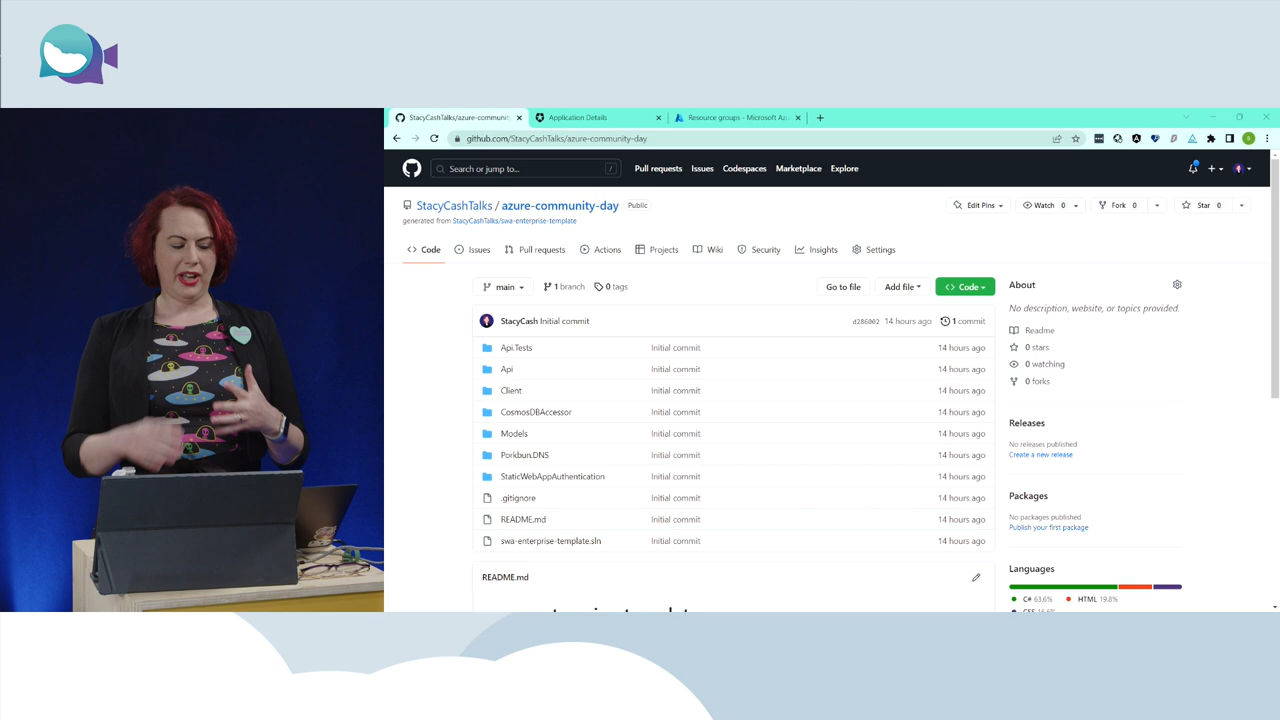 StacyCashTalks/azure-communit
Application Details
Resource groups - Microsoft Az
github.com/StacyCashTalks/azure-community-day
Search or jump to...
/
Pull requests
Issues
Codespaces
Marketplace
Explore
StacyCashTalks / azure-community-day
Public
Edit Pins
Watch 0
Fork 0
Star 0
generated from StacyCashTalks/swa-enterprise-template
Code
Issues
Pull requests
Actions
Projects
Wiki
Security
Insights
Settings
main
1 branch
0 tags
Go to file
Add file
Code
StacyCash Initial commit
d286002 14 hours ago
1 commit
Api.Tests Initial commit 14 hours ago
Api Initial commit 14 hours ago
Client Initial commit 14 hours ago
CosmosDBAccessor Initial commit 14 hours ago
Models Initial commit 14 hours ago
Porkbun.DNS Initial commit 14 hours ago
StaticWebAppAuthentication Initial commit 14 hours ago
.gitignore Initial commit 14 hours ago
README.md Initial commit 14 hours ago
swa-enterprise-template.sln Initial commit 14 hours ago
README.md
About
No description, website, or topics provided.
Readme
0 stars
0 watching
0 forks
Releases
No releases published
Create a new release
Packages
No packages published
Publish your first package
Languages
C# 63.6%
HTML 19.8%